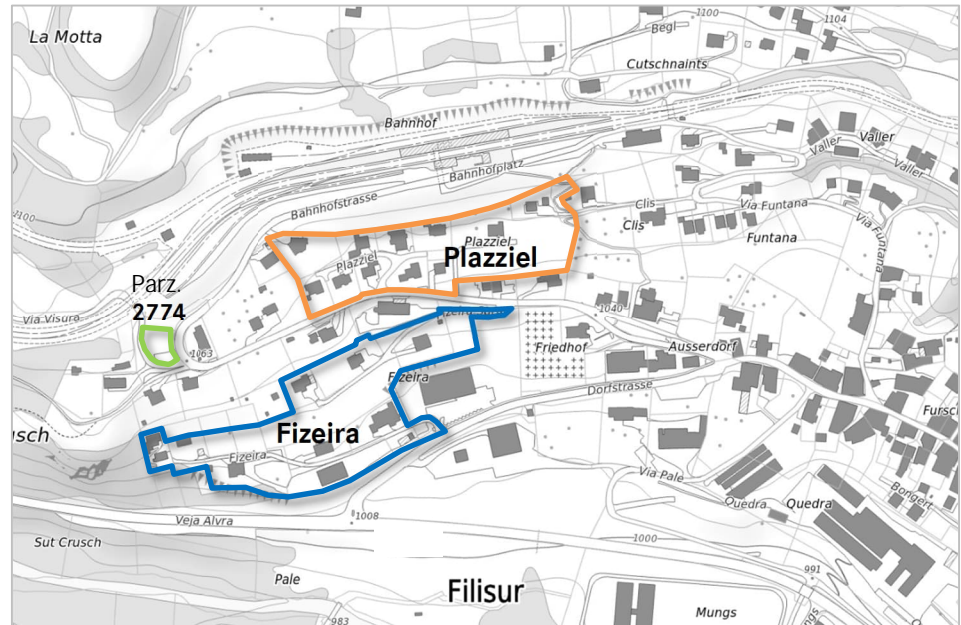 La Motta
1100
Begl
1104
Cutschnaints
Bahnhof
Valler
Valler
Valler
Bahnhofplatz
Bahnhofstrasse
1100
Clis
Clis
Via Funtana
Funtana
Via Funtana
Plazziel
Plazziel
Plazziel
Parz.
2774
Via Visura
1063
1040
Friedhof
Ausserdorf
Fizeira
Dorfstrasse
Fizeira
Fizeira
Via Pale
Quedra
Quedra
Bongert
Veja Alvra
1008
1000
Sut Crusch
991
Pale
Filisur
983
Mungs